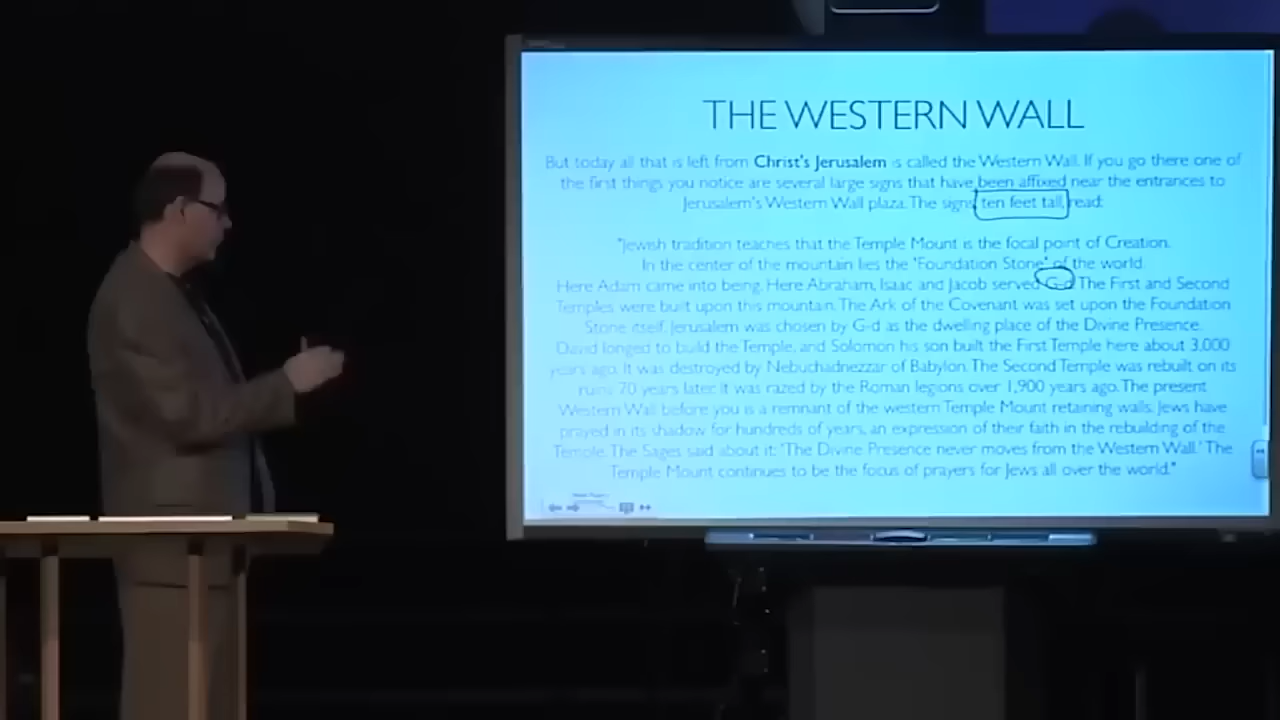 THE WESTERN WALL
But today all that is left from Christ's Jerusalem is called the Western Wall. If you go there one of
the first things you notice are several large signs that have been affixed near the entrances to
Jerusalem's Western Wall plaza. The signs ten feet tall, read:
"Jewish tradition teaches that the Temple Mount is the focal point of Creation.
In the center of the mountain lies the 'Foundation Stone' of the world.
Here Adam came into being. Here Abraham, Isaac and Jacob served G-d. The First and Second
Temples were built upon this mountain. The Ark of the Covenant was set upon the Foundation
Stone itself. Jerusalem was chosen by G-d as the dwelling place of the Divine Presence.
David longed to build the Temple, and Solomon his son built the First Temple here about 3,000
years ago. It was destroyed by Nebuchadnezzar of Babylon. The Second Temple was rebuilt on its
ruins 70 years later. It was razed by the Roman legions over 1,900 years ago. The present
Western Wall before you is a remnant of the western Temple Mount retaining walls. Jews have
prayed in its shadow for hundreds of years, an expression of their faith in the rebuilding of the
Temple. The Sages said about it: 'The Divine Presence never moves from the Western Wall.' The
Temple Mount continues to be the focus of prayers for Jews all over the world."